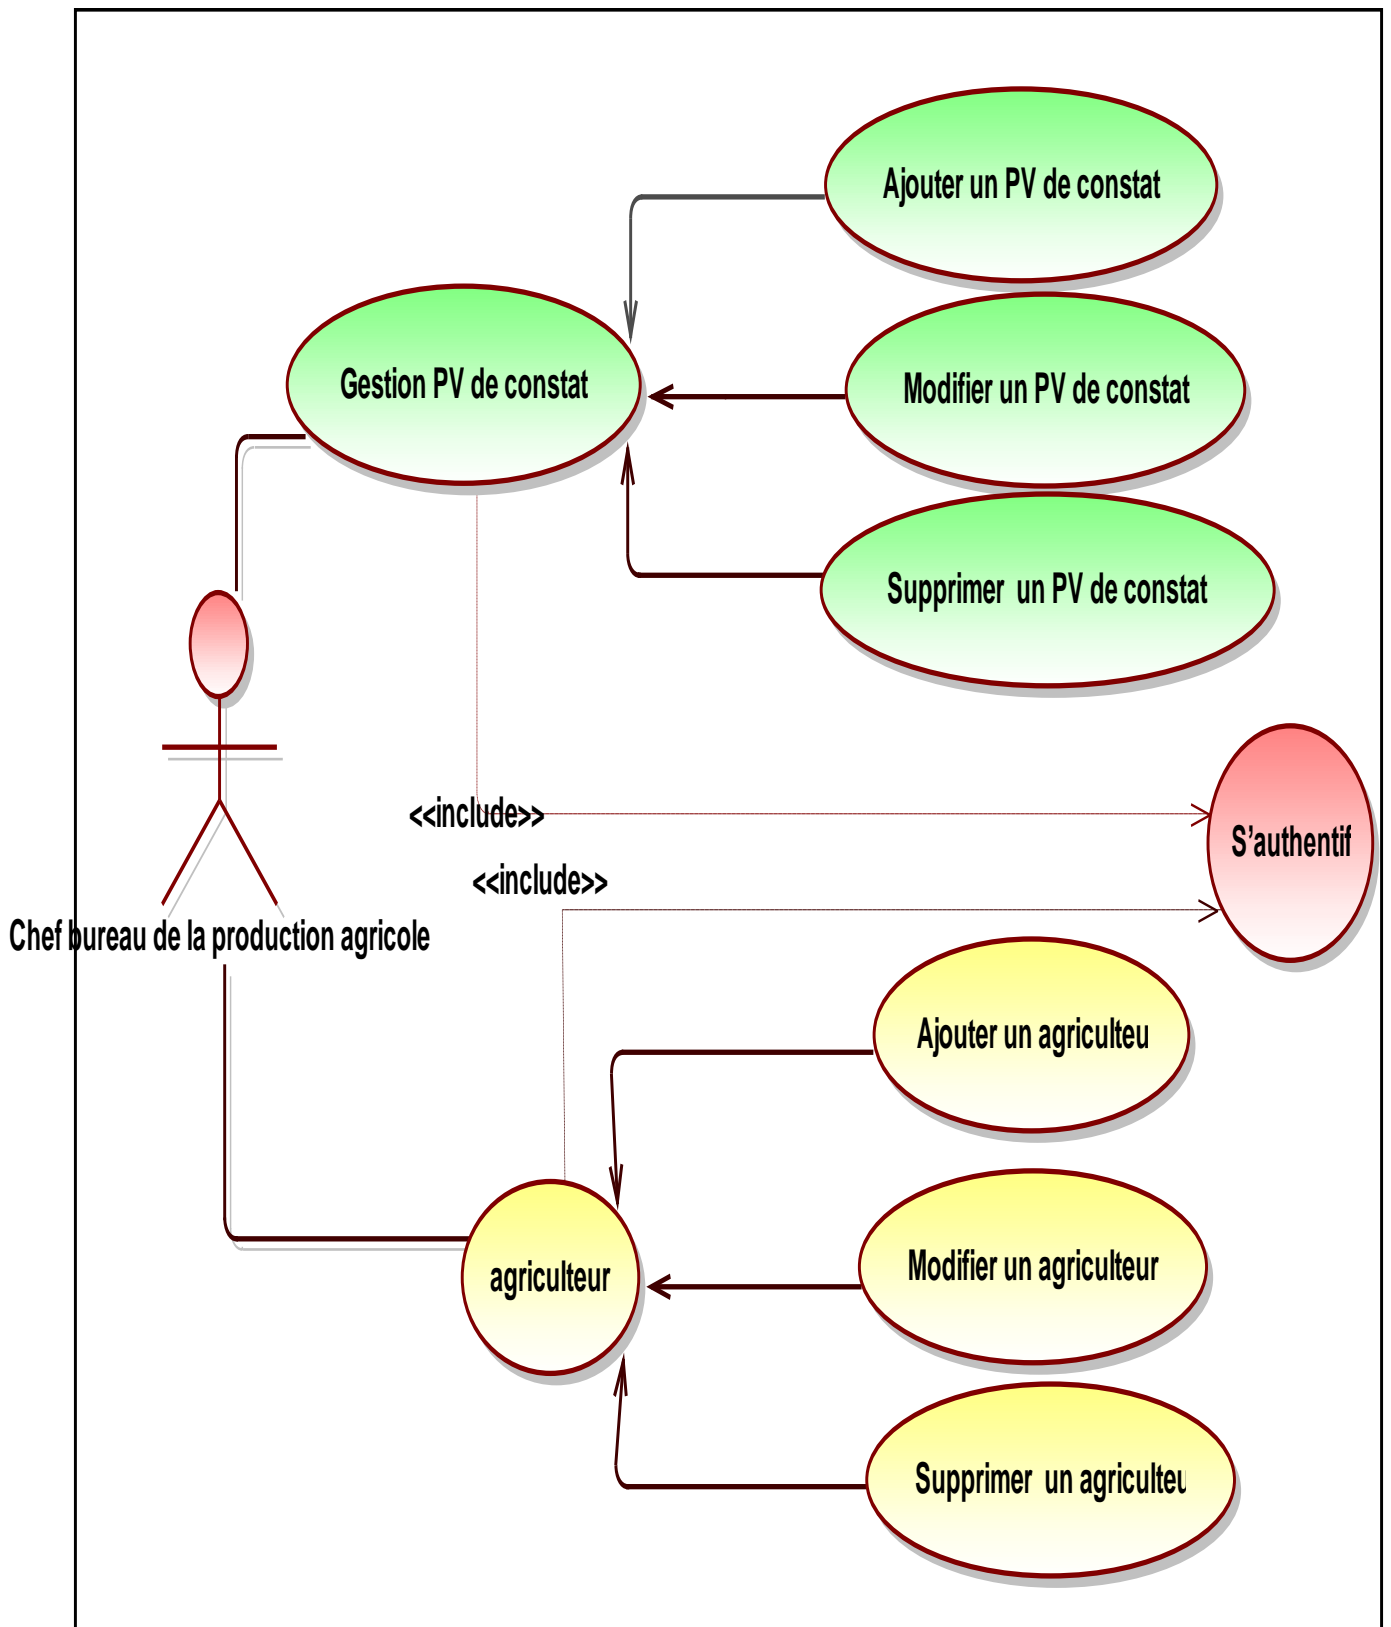 Ajouter un PV de constat
Gestion PV de constat
Modifier un PV de constat
Supprimer un PV de constat
<<include>>
S'authentif
<<include>>
Chef bureau de la production agricole
Ajouter un agriculteu
agriculteur
Modifier un agriculteur
Supprimer un agriculteu